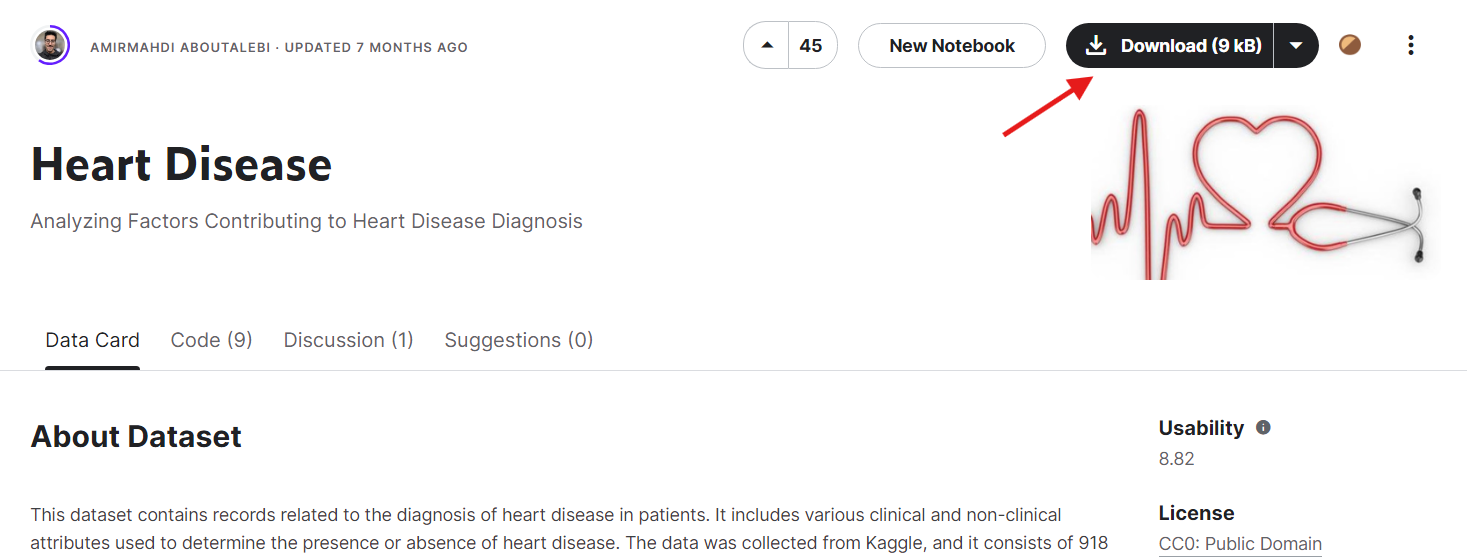 AMIRMAHDI ABOUTALEBI · UPDATED 7 MONTHS AGO
45
New Notebook
Download (9 kB)
Heart Disease
Analyzing Factors Contributing to Heart Disease Diagnosis
Data Card
Code (9)
Discussion (1)
Suggestions (0)
About Dataset
This dataset contains records related to the diagnosis of heart disease in patients. It includes various clinical and non-clinical
attributes used to determine the presence or absence of heart disease. The data was collected from Kaggle, and it consists of 918
Usability
8.82
License
CC0: Public Domain